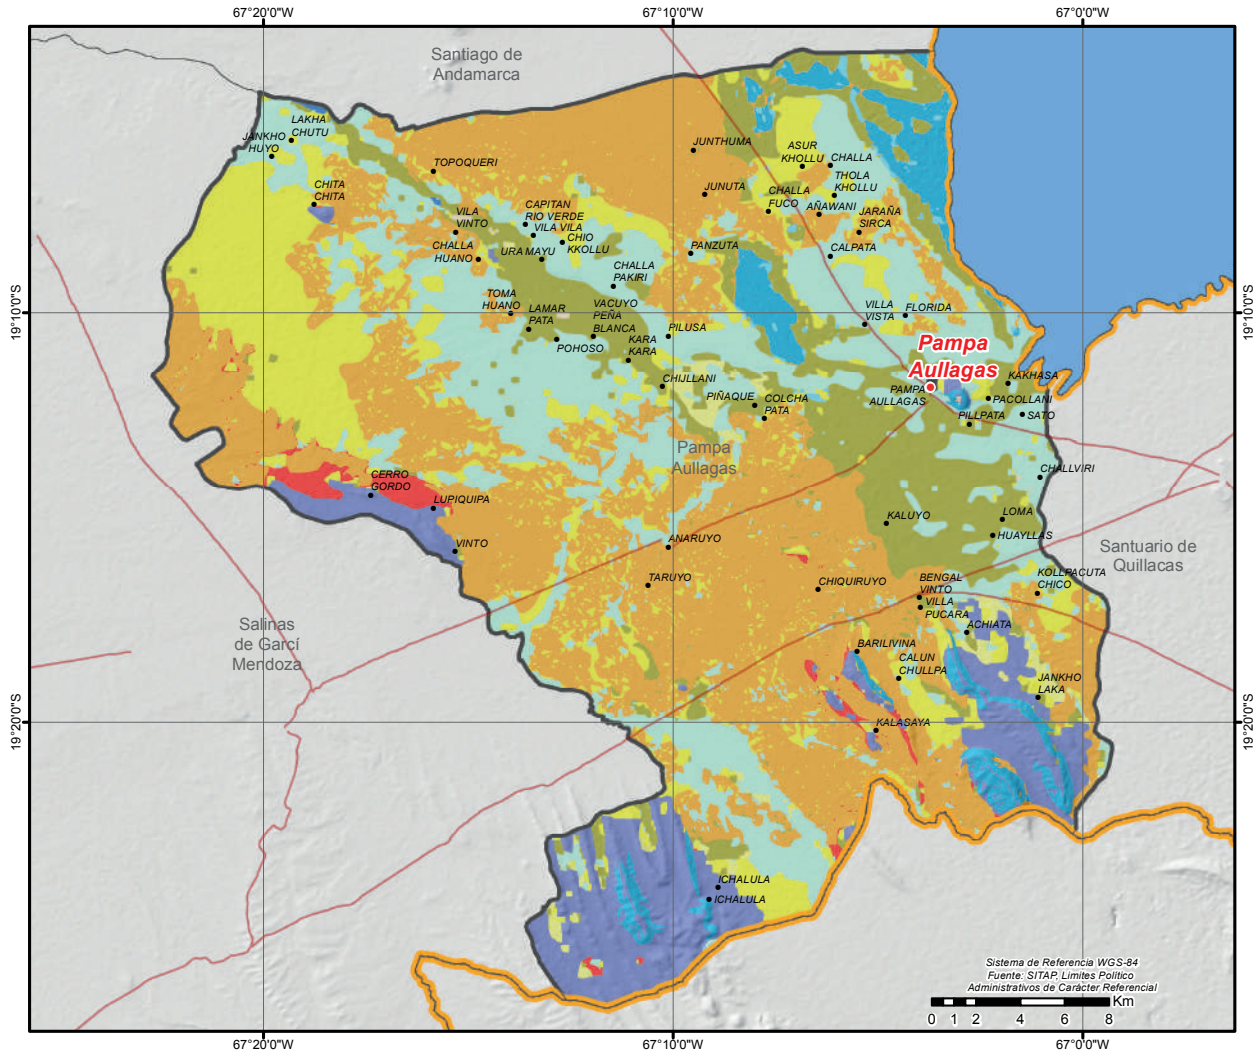 67°20'0"W
67°10'0"W
67°0'0"W
Santiago de
Andamarca
LAKHA
CHUTU
JANKHO
HUYO
CHITA
CHITA
TOPOQUERI
JUNTHUMA
ASUR
KHOLLU
CHALLA
THOLA
KHOLLU
JUNUTA
CHALLA
FUCO
AÑAWANI
JARAÑA
SIRCA
CALPATA
PANZUTA
VILA
VINTO
CAPITAN
RIO VERDE
VILA VILA
CHIO
KKOLLU
CHALLA
HUANO
URA MAYU
CHALLA
PAKIRI
TOMA
HUANO
LAMAR
PATA
VACUYO
PEÑA
BLANCA
POHOSO
KARA
KARA
PILUSA
VILLA
VISTA
FLORIDA
19°10'0"S
19°10'0"S
Pampa
Aullagas
CHIJLLANI
PIÑAQUE
COLCHA
PATA
PAMPA
AULLAGAS
KAKHASA
PACOLLANI
SATO
PILLPATA
Pampa
Aullagas
CHALLVIRI
CERRO
GORDO
LUPIQUIPA
VINTO
KALUYO
LOMA
HUAYLLAS
ANARUYO
TARUYO
CHIQUIRUYO
Santuario de
Quillacas
BENGAL
VINTO
VILLA
PUCARA
KOLLPACUTA
CHICO
ACHIATA
Salinas
de Garcí
Mendoza
BARILIVINA
CALUN
CHULLPA
JANKHO
LAKA
KALASAYA
19°20'0"S
19°20'0"S
ICHALULA
ICHALULA
Sistema de Referencia WGS-84
Fuente: SITAP, Limites Politico
Administrativos de Carácter Referencial
Km
0 1 2 4 6 8
67°20'0"W
67°10'0"W
67°0'0"W